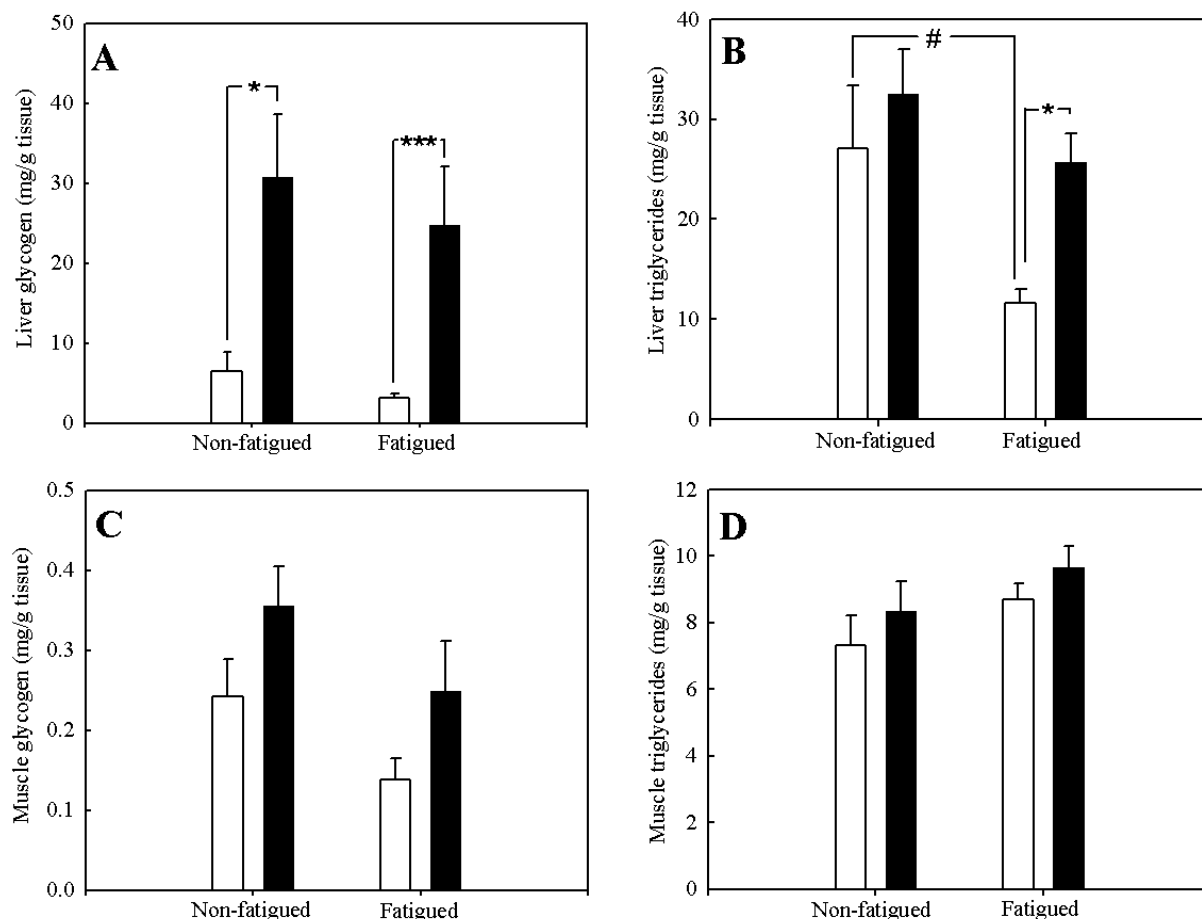 A
Liver glycogen (mg/g tissue)
50
40
30
20
10
0
*
***
Non-fatigued
Fatigued
B
Liver triglycerides (mg/g tissue)
40
30
20
10
0
#
*
Non-fatigued
Fatigued
C
Muscle glycogen (mg/g tissue)
0.5
0.4
0.3
0.2
0.1
0.0
Non-fatigued
Fatigued
D
Muscle triglycerides (mg/g tissue)
12
10
8
6
4
2
0
Non-fatigued
Fatigued